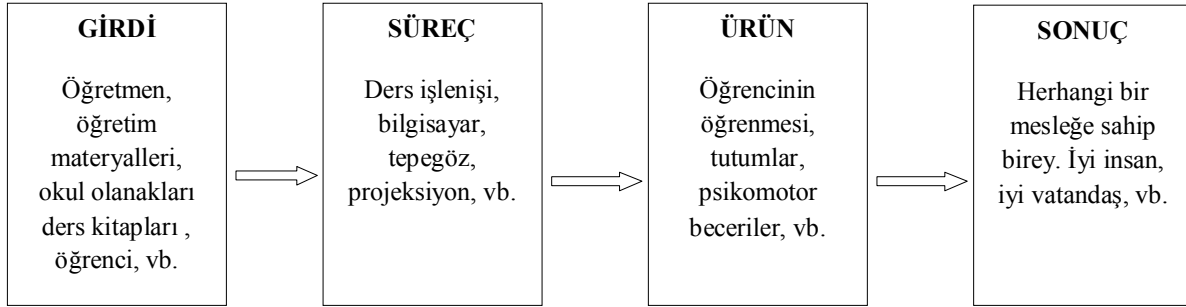 GİRDİ
Öğretmen,
öğretim
materyalleri,
okul olanakları
ders kitapları ,
öğrenci, vb.
SÜREÇ
Ders işlenişi,
bilgisayar,
tepegöz,
projeksiyon, vb.
ÜRÜN
Öğrencinin
öğrenmesi,
tutumlar,
psikomotor
beceriler, vb.
SONUÇ
Herhangi bir
mesleğe sahip
birey. İyi insan,
iyi vatandaş, vb.